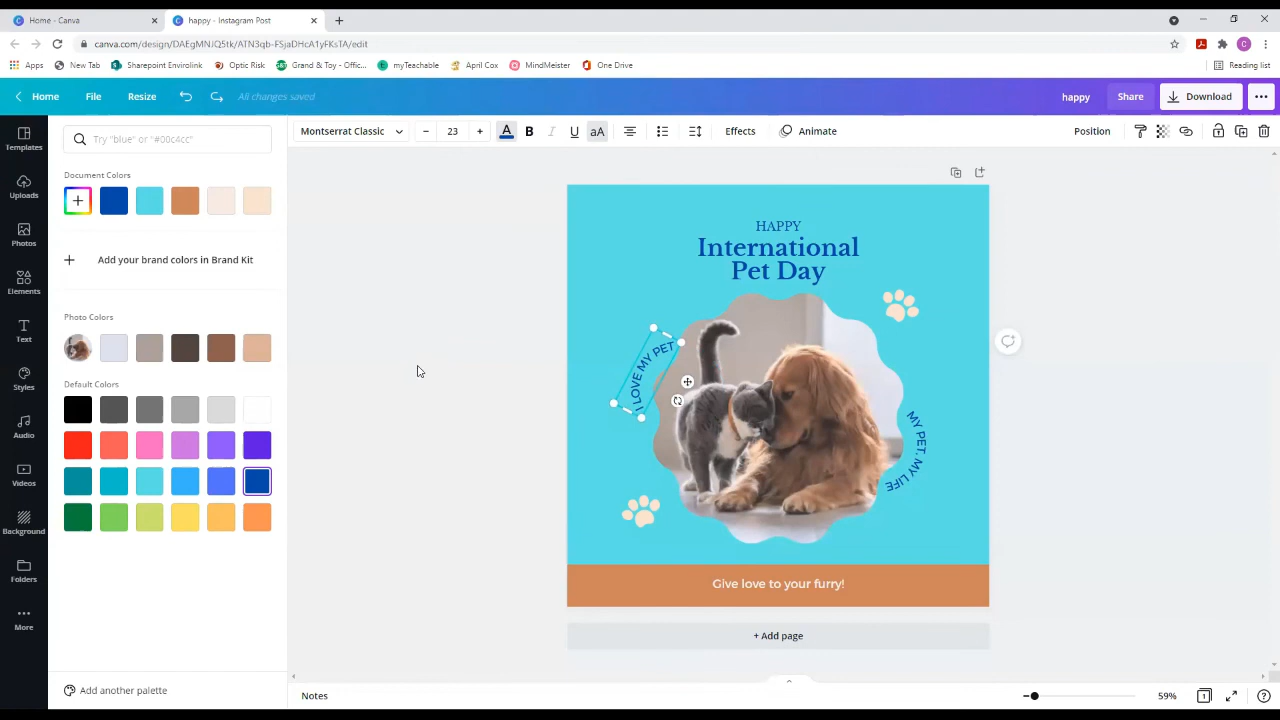 Home - Canva
happy - Instagram Post
canva.com/design/DAEgMNJQ5tk/ATN3qb-FSjaDHcA1yFKsTA/edit
Apps
New Tab
Sharepoint Envirolink
Optic Risk
Grand & Toy - Offic...
myTeachable
April Cox
MindMeister
One Drive
Reading list
Home
File
Resize
All changes saved
happy
Share
Download
Templates
Uploads
Photos
Elements
Text
Styles
Audio
Videos
Background
Folders
More
Try "blue" or "#00c4cc"
Document Colors
Add your brand colors in Brand Kit
Photo Colors
Default Colors
Add another palette
Montserrat Classic
23
A
B
I
U
aA
Effects
Animate
Position
HAPPY
International
Pet Day
I LOVE MY PET
MY PET, MY LIFE
Give love to your furry!
+ Add page
Notes
59%
1